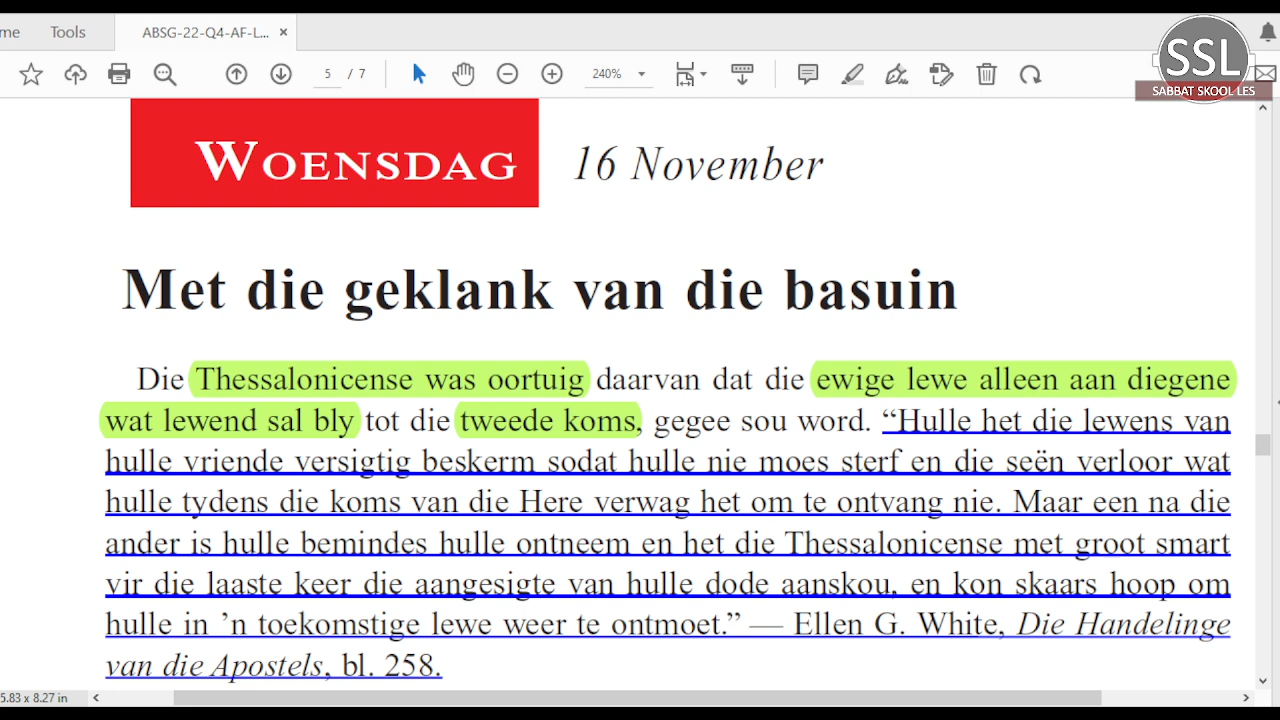 me Tools ABSG-22-Q4-AF-L... ×
SSL
SABBAT SKOOL LES
5 / 7 240%
WOENSDAG 16 November
Met die geklank van die basuin
Die Thessalonicense was oortuig daarvan dat die ewige lewe alleen aan diegene
wat lewend sal bly tot die tweede koms, gegee sou word. “Hulle het die lewens van
hulle vriende versigtig beskerm sodat hulle nie moes sterf en die seën verloor wat
hulle tydens die koms van die Here verwag het om te ontvang nie. Maar een na die
ander is hulle bemindes hulle ontneem en het die Thessalonicense met groot smart
vir die laaste keer die aangesigte van hulle dode aanskou, en kon skaars hoop om
hulle in ’n toekomstige lewe weer te ontmoet.” — Ellen G. White, Die Handelinge
van die Apostels, bl. 258.
5.83 x 8.27 in